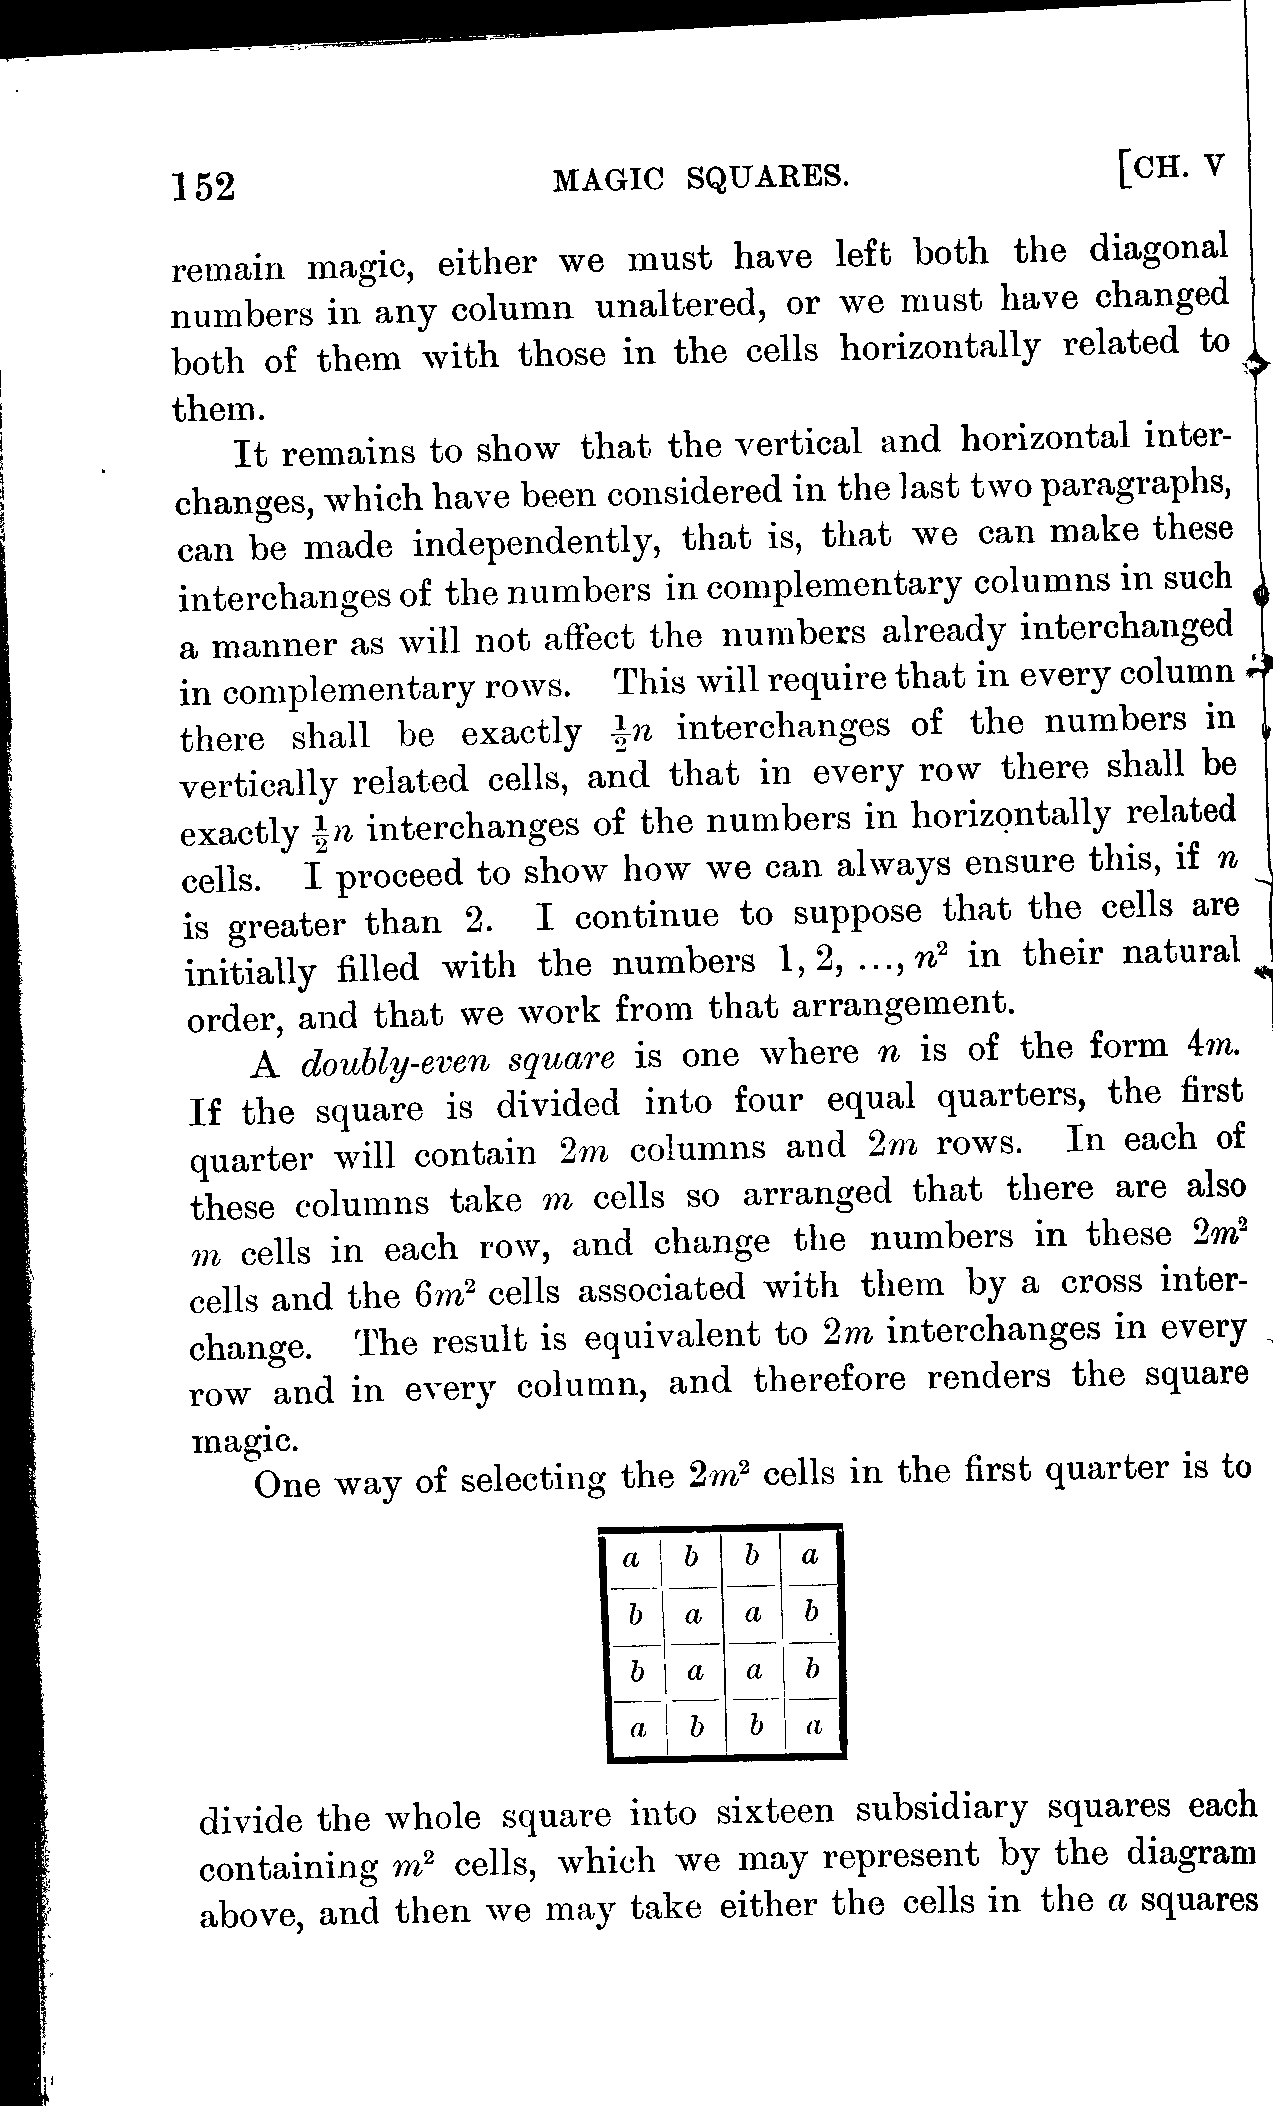 152 MAGIC SQUARES. [CH. V
remain magic, either we must have left both the diagonal
numbers in any column unaltered, or we must have changed
both of them with those in the cells horizontally related to
them.
It remains to show that the vertical and horizontal inter-
changes, which have been considered in the last two paragraphs,
can be made independently, that is, that we can make these
interchanges of the numbers in complementary columns in such
a manner as will not affect the numbers already interchanged
in complementary rows. This will require that in every column
there shall be exactly ½n interchanges of the numbers in
vertically related cells, and that in every row there shall be
exactly ½n interchanges of the numbers in horizontally related
cells. I proceed to show how we can always ensure this, if n
is greater than 2. I continue to suppose that the cells are
initially filled with the numbers 1, 2, ..., n² in their natural
order, and that we work from that arrangement.
A doubly-even square is one where n is of the form 4m.
If the square is divided into four equal quarters, the first
quarter will contain 2m columns and 2m rows. In each of
these columns take m cells so arranged that there are also
m cells in each row, and change the numbers in these 2m²
cells and the 6m² cells associated with them by a cross inter-
change. The result is equivalent to 2m interchanges in every
row and in every column, and therefore renders the square
magic.
One way of selecting the 2m² cells in the first quarter is to
a b b a
b a a b
b a a b
a b b a
divide the whole square into sixteen subsidiary squares each
containing m² cells, which we may represent by the diagram
above, and then we may take either the cells in the a squares